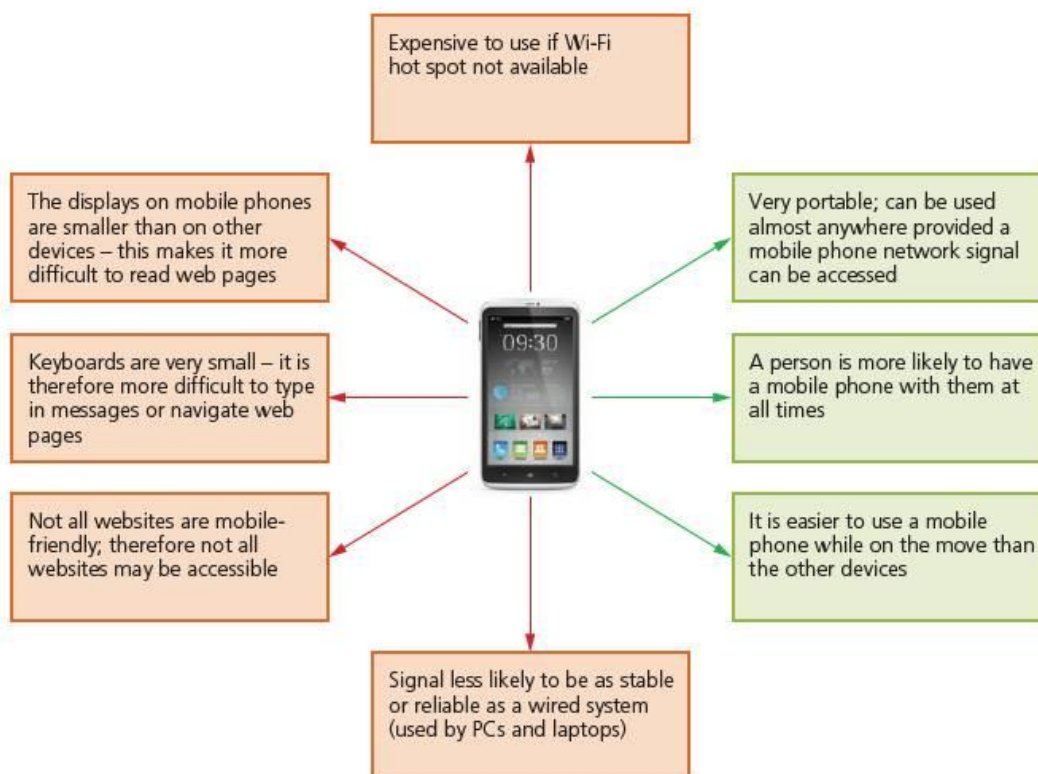 Expensive to use if Wi-Fi
hot spot not available
The displays on mobile phones
are smaller than on other
devices – this makes it more
difficult to read web pages
Very portable; can be used
almost anywhere provided a
mobile phone network signal
can be accessed
09:30
Keyboards are very small – it is
therefore more difficult to type
in messages or navigate web
pages
A person is more likely to have
a mobile phone with them at
all times
Not all websites are mobile-
friendly; therefore not all
websites may be accessible
It is easier to use a mobile
phone while on the move than
the other devices
Signal less likely to be as stable
or reliable as a wired system
(used by PCs and laptops)